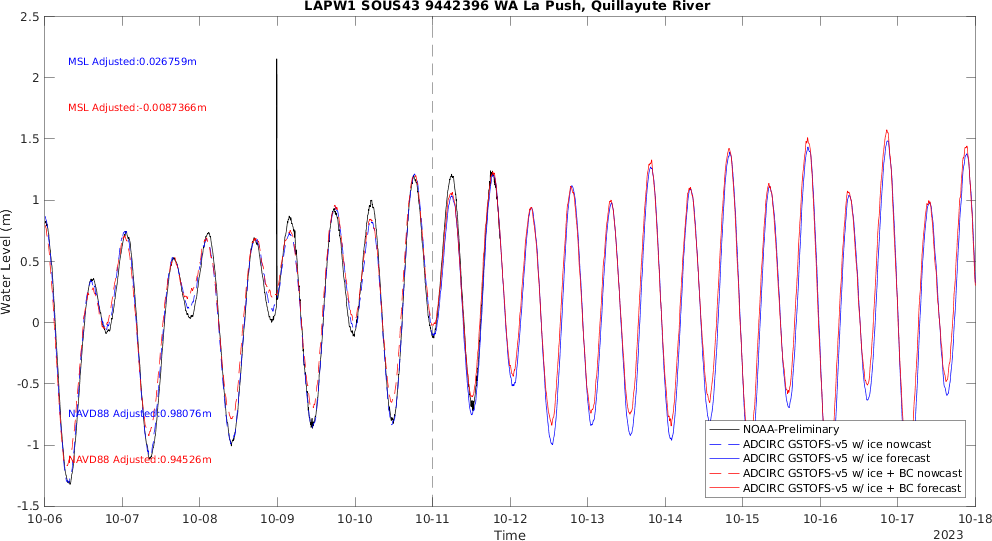 LAPW1 SOUS43 9442396 WA La Push, Quillayute River
2.5
2
1.5
1
0.5
0
-0.5
-1
-1.5
Water Level (m)
MSL Adjusted:0.026759m
MSL Adjusted:-0.0087366m
NAVD88 Adjusted:0.98076m
NAVD88 Adjusted:0.94526m
NOAA-Preliminary
ADCIRC GSTOFS-v5 w/ ice nowcast
ADCIRC GSTOFS-v5 w/ ice forecast
ADCIRC GSTOFS-v5 w/ ice + BC nowcast
ADCIRC GSTOFS-v5 w/ ice + BC forecast
10-06 10-07 10-08 10-09 10-10 10-11 10-12 10-13 10-14 10-15 10-16 10-17 10-18
Time
2023